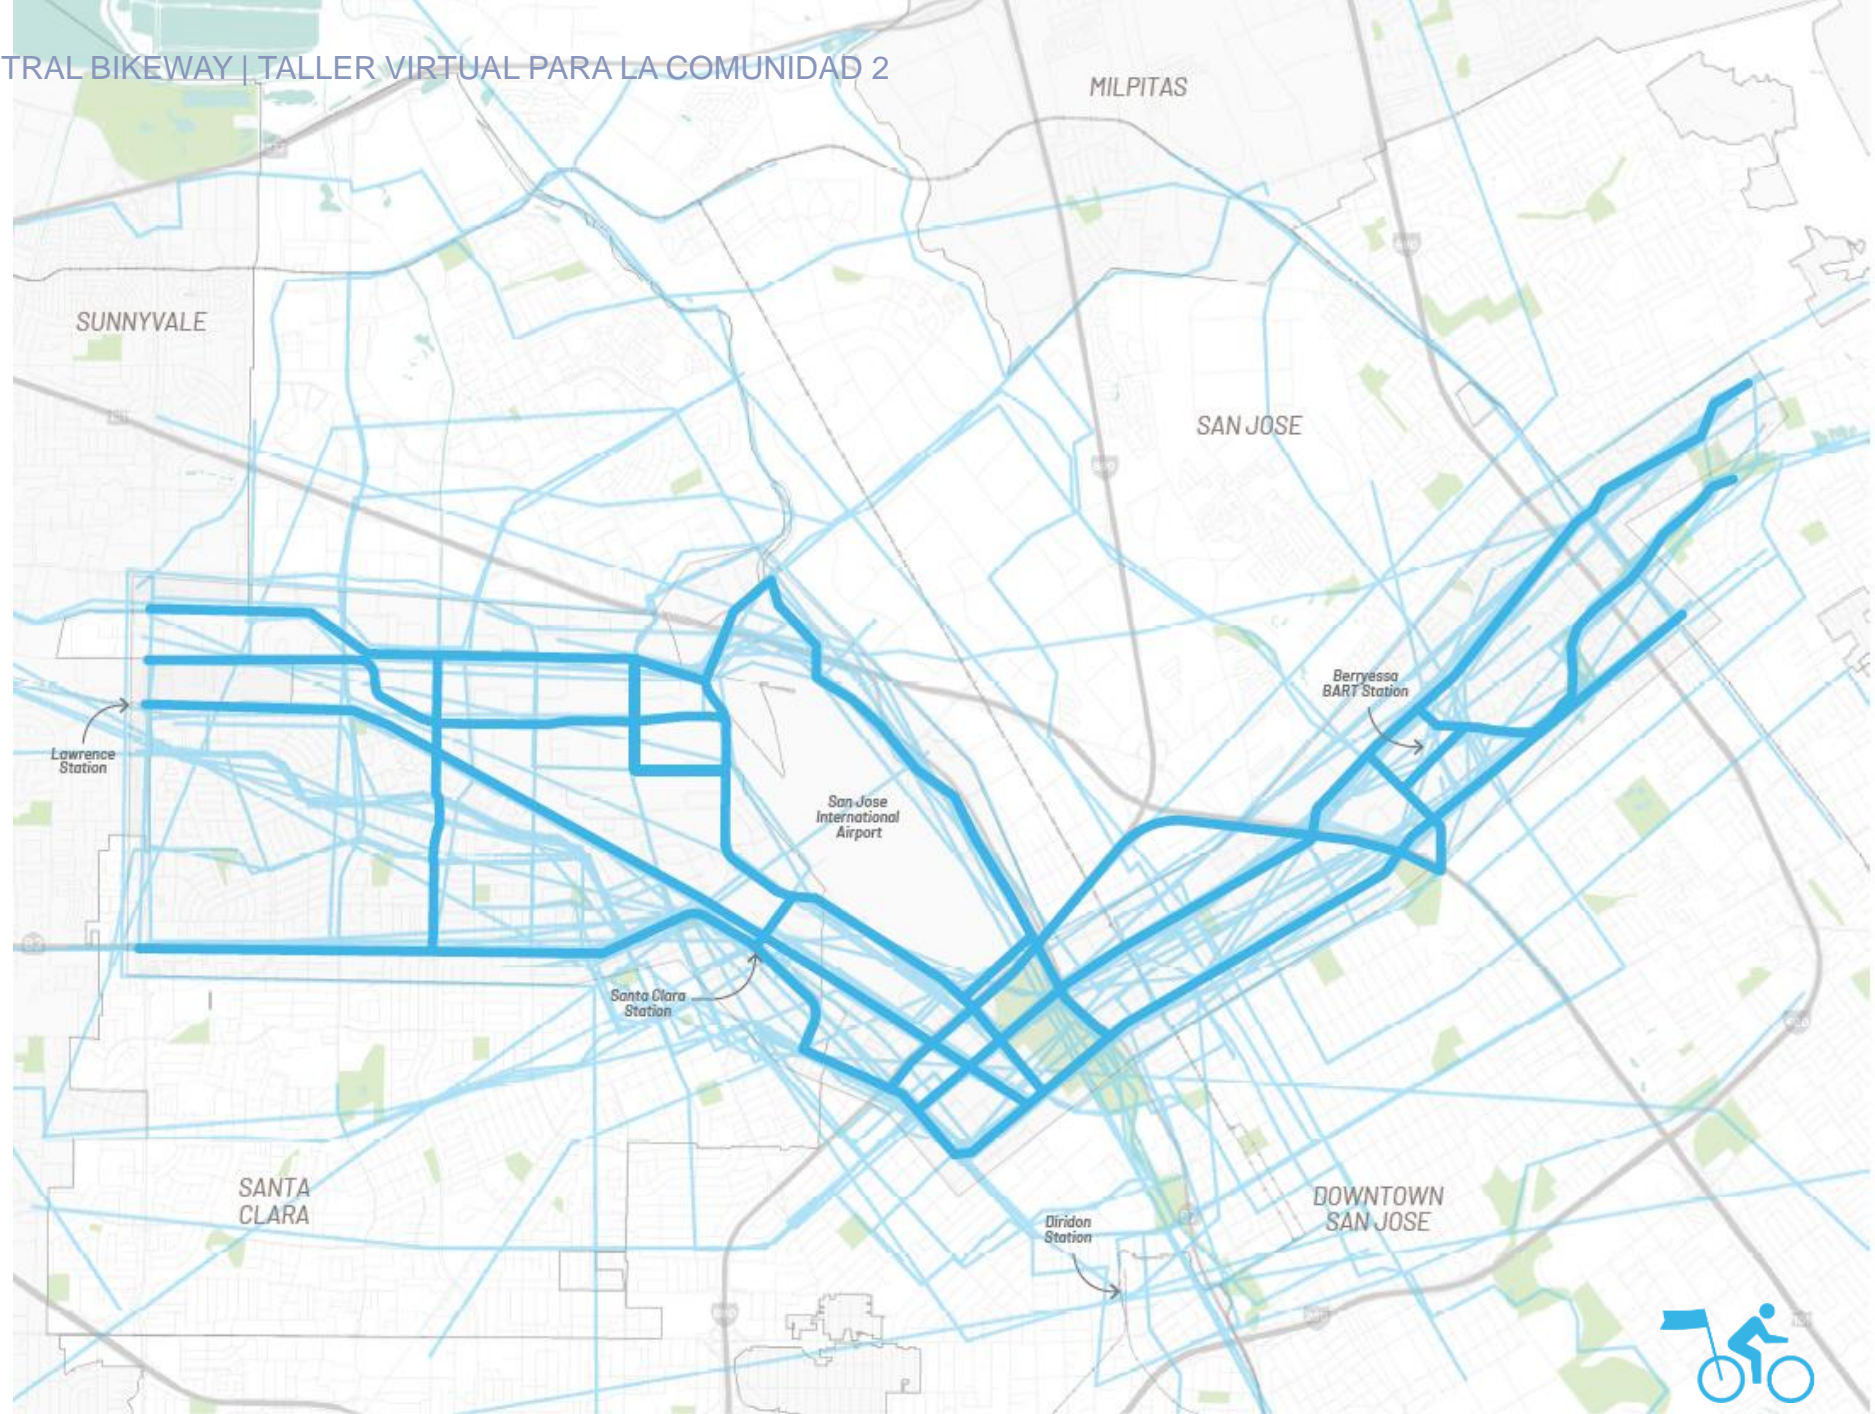 TRAL BIKEWAY | TALLER VIRTUAL PARA LA COMUNIDAD 2
MILPITAS
SUNNYVALE
SAN JOSE
Berryessa
BART Station
Lawrence
Station
San Jose
International
Airport
Santa Clara
Station
SANTA
CLARA
DOWNTOWN
SAN JOSE
Diridon
Station